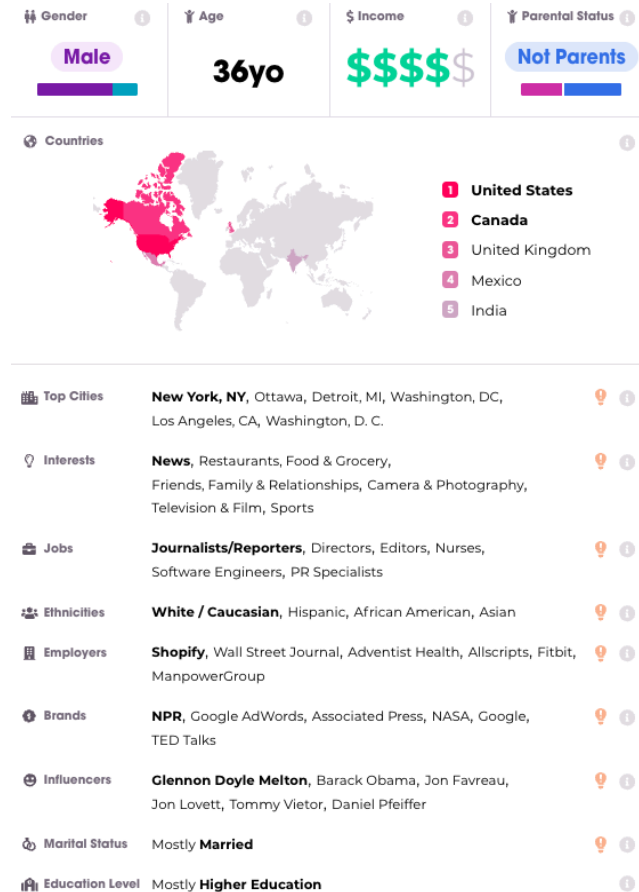 Gender
Male
Age
36yo
$ Income
$$$$$
Parental Status
Not Parents
Countries
1 United States
2 Canada
3 United Kingdom
4 Mexico
5 India
Top Cities
New York, NY, Ottawa, Detroit, MI, Washington, DC,
Los Angeles, CA, Washington, D. C.
Interests
News, Restaurants, Food & Grocery,
Friends, Family & Relationships, Camera & Photography,
Television & Film, Sports
Jobs
Journalists/Reporters, Directors, Editors, Nurses,
Software Engineers, PR Specialists
Ethnicities
White / Caucasian, Hispanic, African American, Asian
Employers
Shopify, Wall Street Journal, Adventist Health, Allscripts, Fitbit,
ManpowerGroup
Brands
NPR, Google AdWords, Associated Press, NASA, Google,
TED Talks
Influencers
Glennon Doyle Melton, Barack Obama, Jon Favreau,
Jon Lovett, Tommy Vietor, Daniel Pfeiffer
Marital Status
Mostly Married
Education Level
Mostly Higher Education